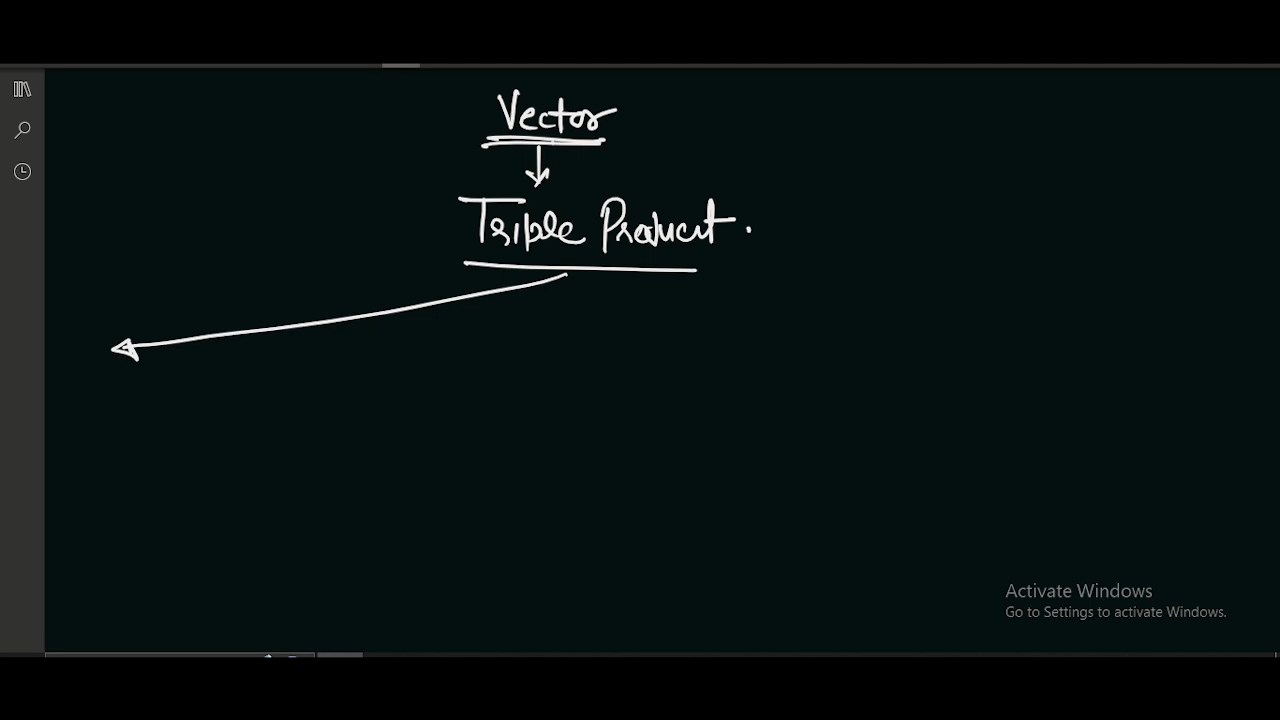 Vector
Triple Product.
Activate Windows
Go to Settings to activate Windows.